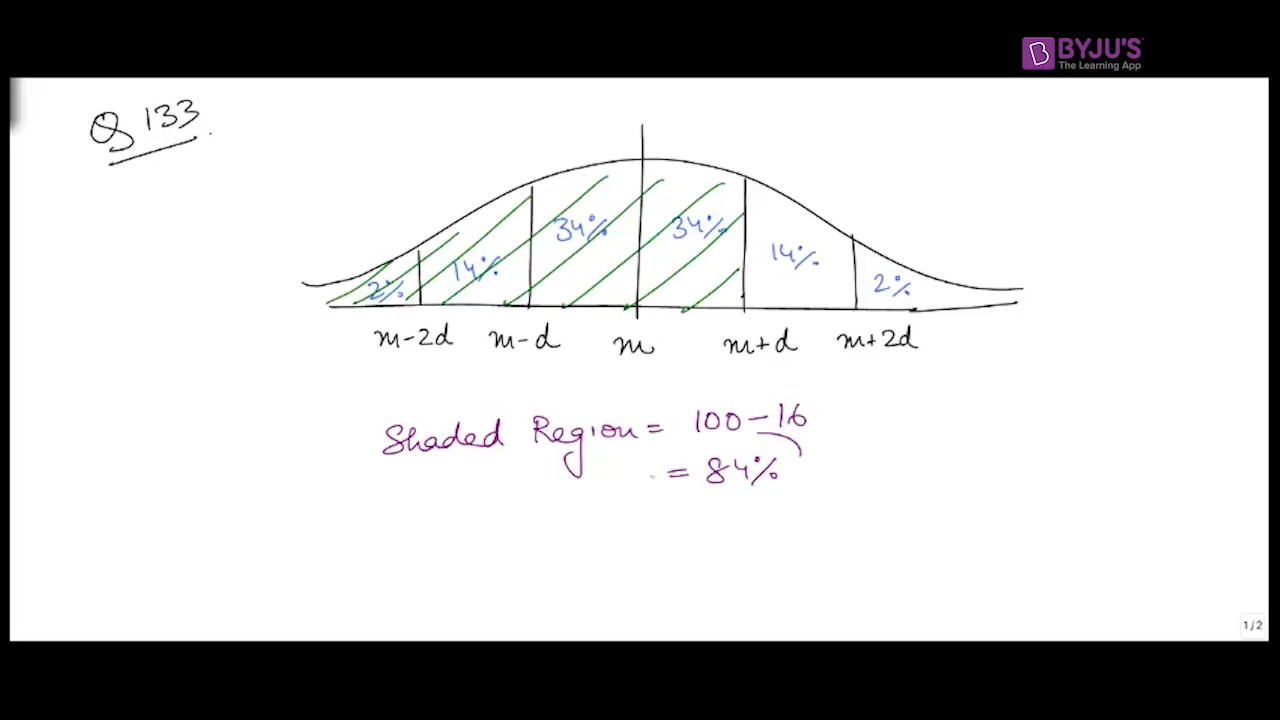 BYJU'S
The Learning App
Q 133.
34% 34%
2% 14% 14% 2%
m-2d m-d m m+d m+2d
Shaded Region = 100-16
= 84%
1/2